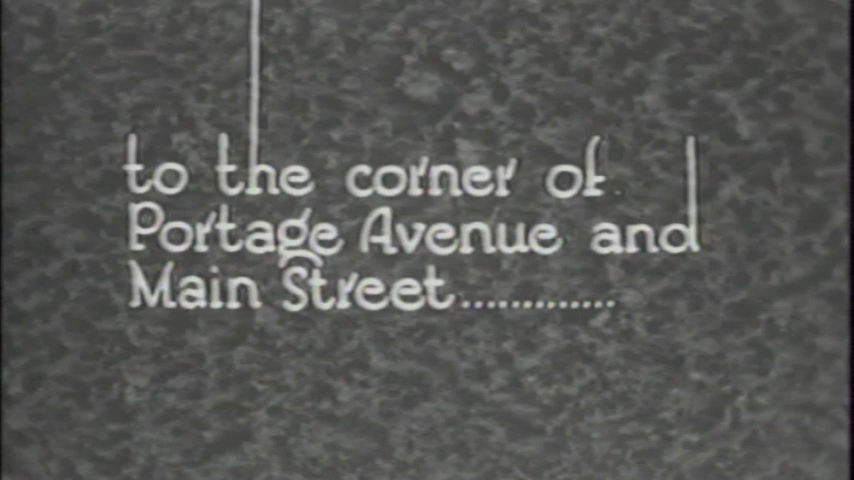 to the corner of
Portage Avenue and
Main Street.............